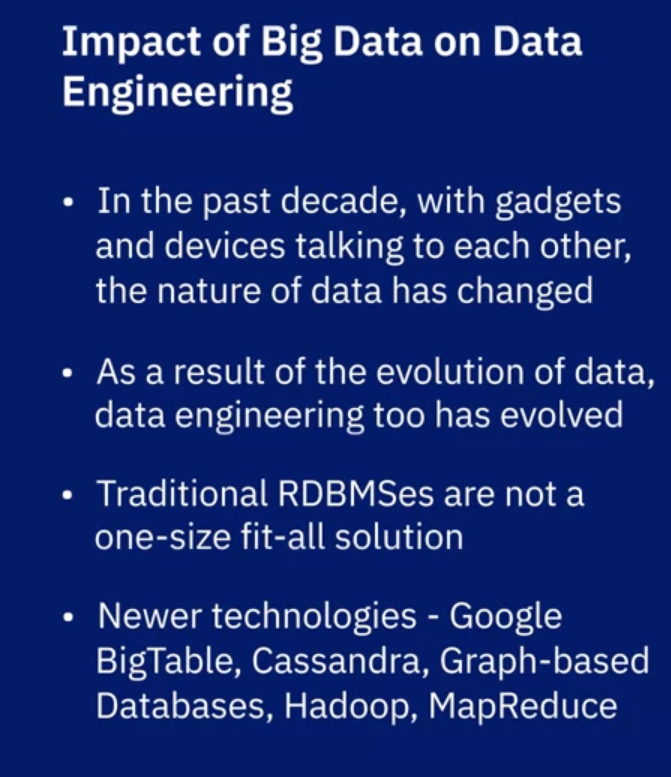 Impact of Big Data on Data
Engineering
• In the past decade, with gadgets
and devices talking to each other,
the nature of data has changed
• As a result of the evolution of data,
data engineering too has evolved
• Traditional RDBMSes are not a
one-size fit-all solution
• Newer technologies - Google
BigTable, Cassandra, Graph-based
Databases, Hadoop, MapReduce